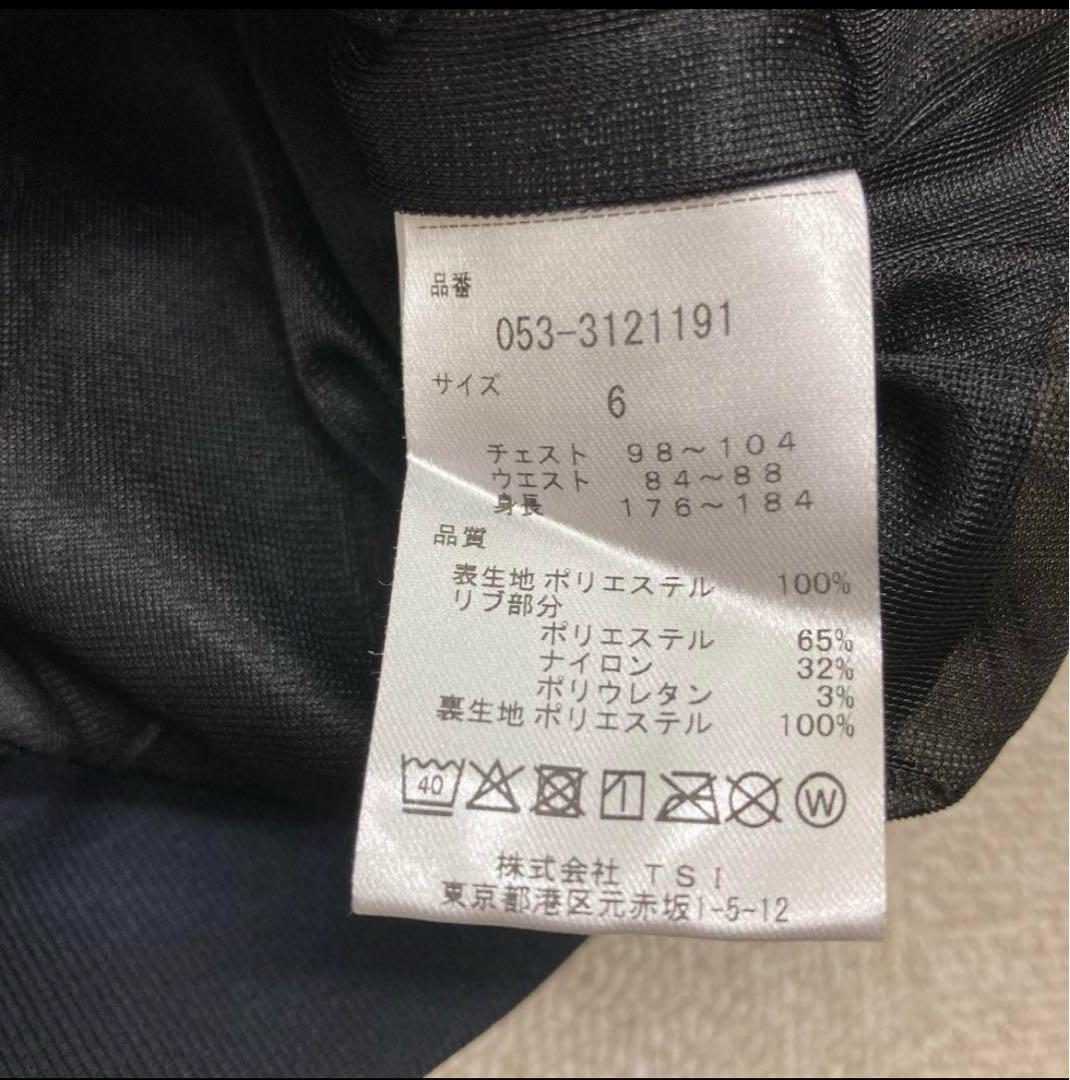 品番
053-3121191
サイズ
6
チェスト 98～104
ウエスト 84～88
身長 176～184
品質
表生地 ポリエステル 100%
リブ部分
ポリエステル 65%
ナイロン 32%
ポリウレタン 3%
裏生地 ポリエステル 100%
40
W
株式会社 TSI
東京都港区元赤坂1-5-12